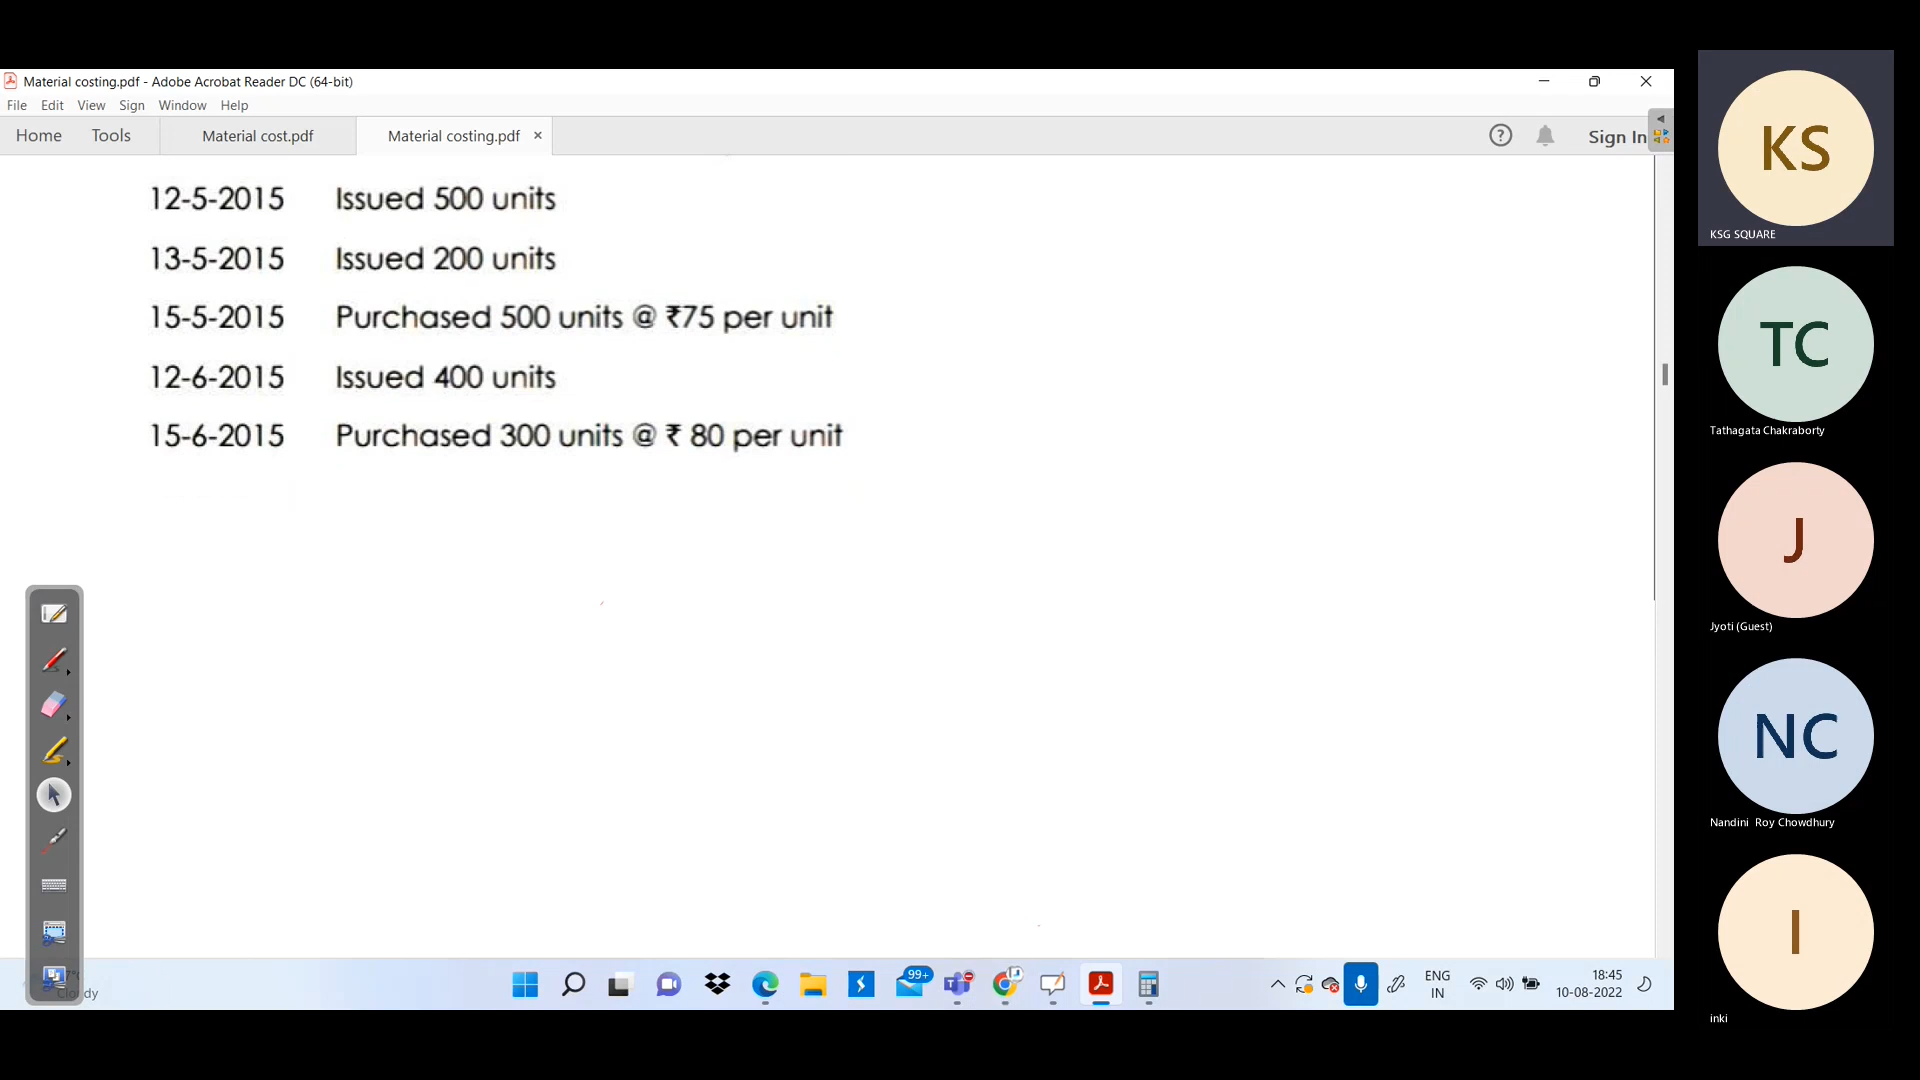 Material costing.pdf - Adobe Acrobat Reader DC (64-bit)
File Edit View Sign Window Help
Home Tools Material cost.pdf Material costing.pdf × Sign In
12-5-2015 Issued 500 units
13-5-2015 Issued 200 units
15-5-2015 Purchased 500 units @ ₹75 per unit
12-6-2015 Issued 400 units
15-6-2015 Purchased 300 units @ ₹ 80 per unit
99+
ENG
IN
18:45
10-08-2022
KS
KSG SQUARE
TC
Tathagata Chakraborty
J
Jyoti (Guest)
NC
Nandini Roy Chowdhury
I
inki